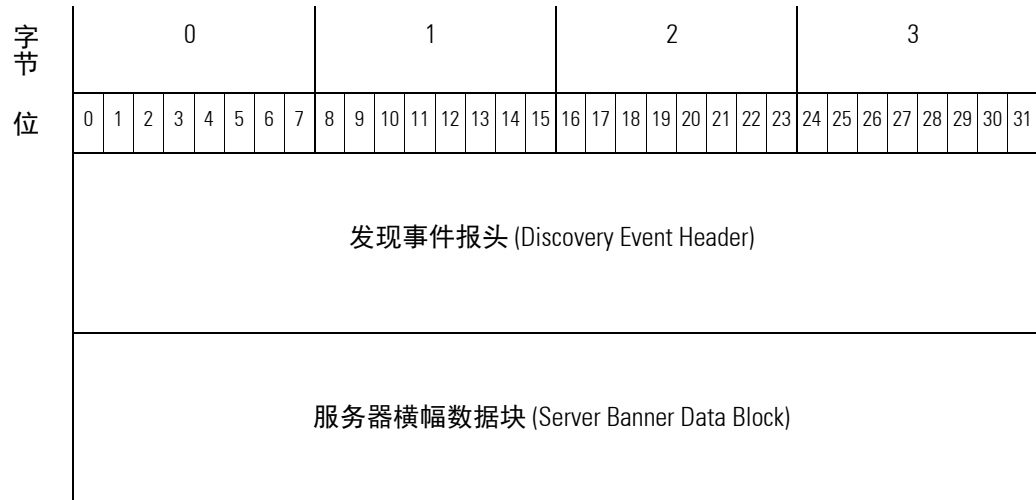 字节 0 1 2 3
位 0 1 2 3 4 5 6 7 8 9 10 11 12 13 14 15 16 17 18 19 20 21 22 23 24 25 26 27 28 29 30 31
发现事件报头 (Discovery Event Header)
服务器横幅数据块 (Server Banner Data Block)